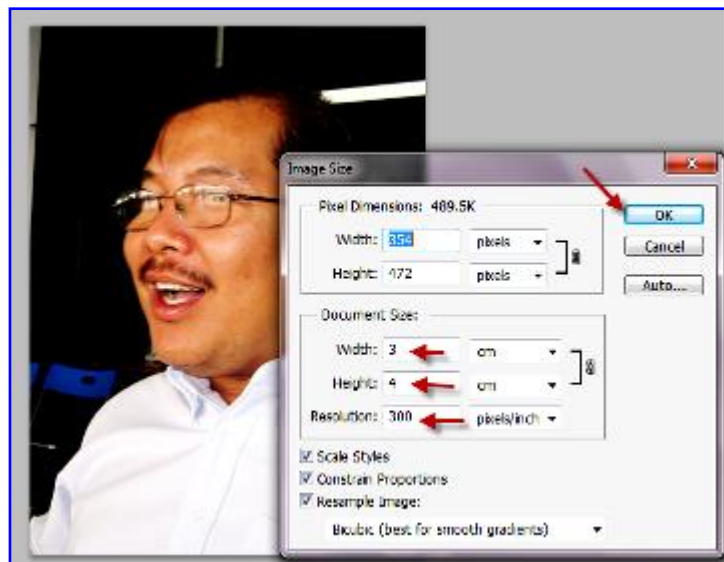 Image Size
Pixel Dimensions: 489.5K
OK
Width: 354 pixels
Cancel
Height: 472 pixels
Auto...
Document Size:
Width: 3 cm
Height: 4 cm
Resolution: 300 pixels/inch
Scale Styles
Constrain Proportions
Resample Image:
Bicubic (best for smooth gradients)